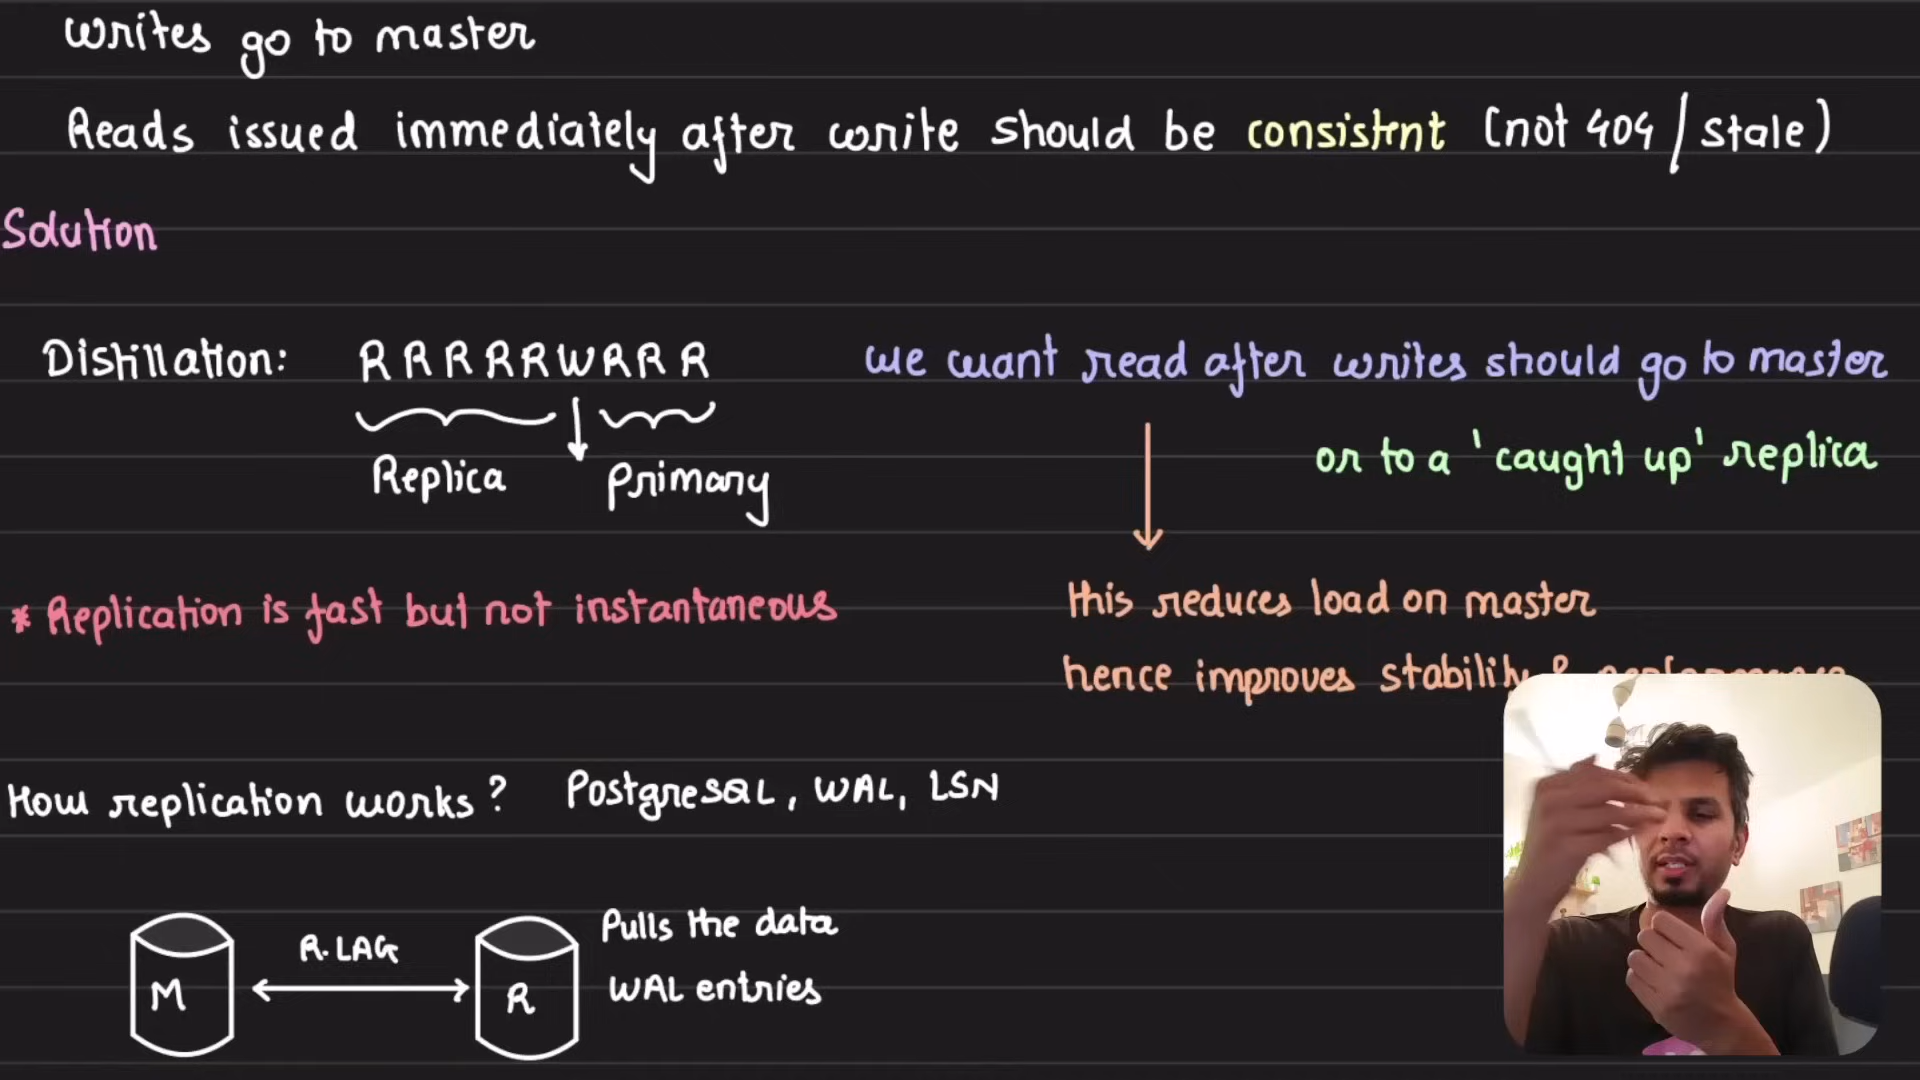 Writes go to master
Reads issued immediately after write should be consistent (not 404 / stale)
Solution
Distillation: R R R R R W R R R
Replica Primary
we want read after writes should go to master
or to a 'caught up' replica
this reduces load on master
hence improves stability &
* Replication is fast but not instantaneous
How replication works? PostgreSQL, WAL, LSN
M R. LAG R
Pulls the data
WAL entries